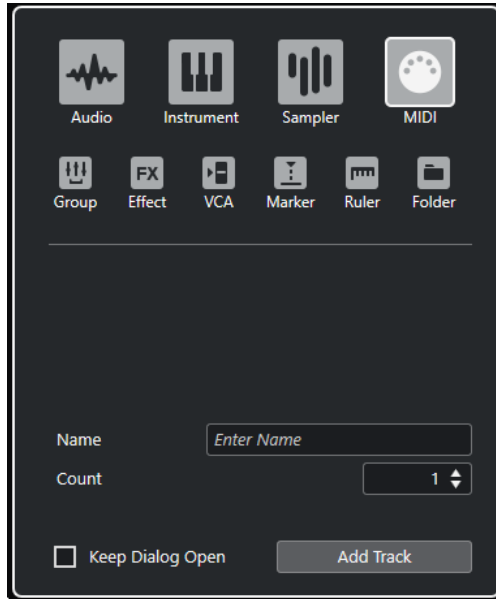 Audio Instrument Sampler MIDI
FX
Group Effect VCA Marker Ruler Folder
Name Enter Name
Count 1
Keep Dialog Open Add Track